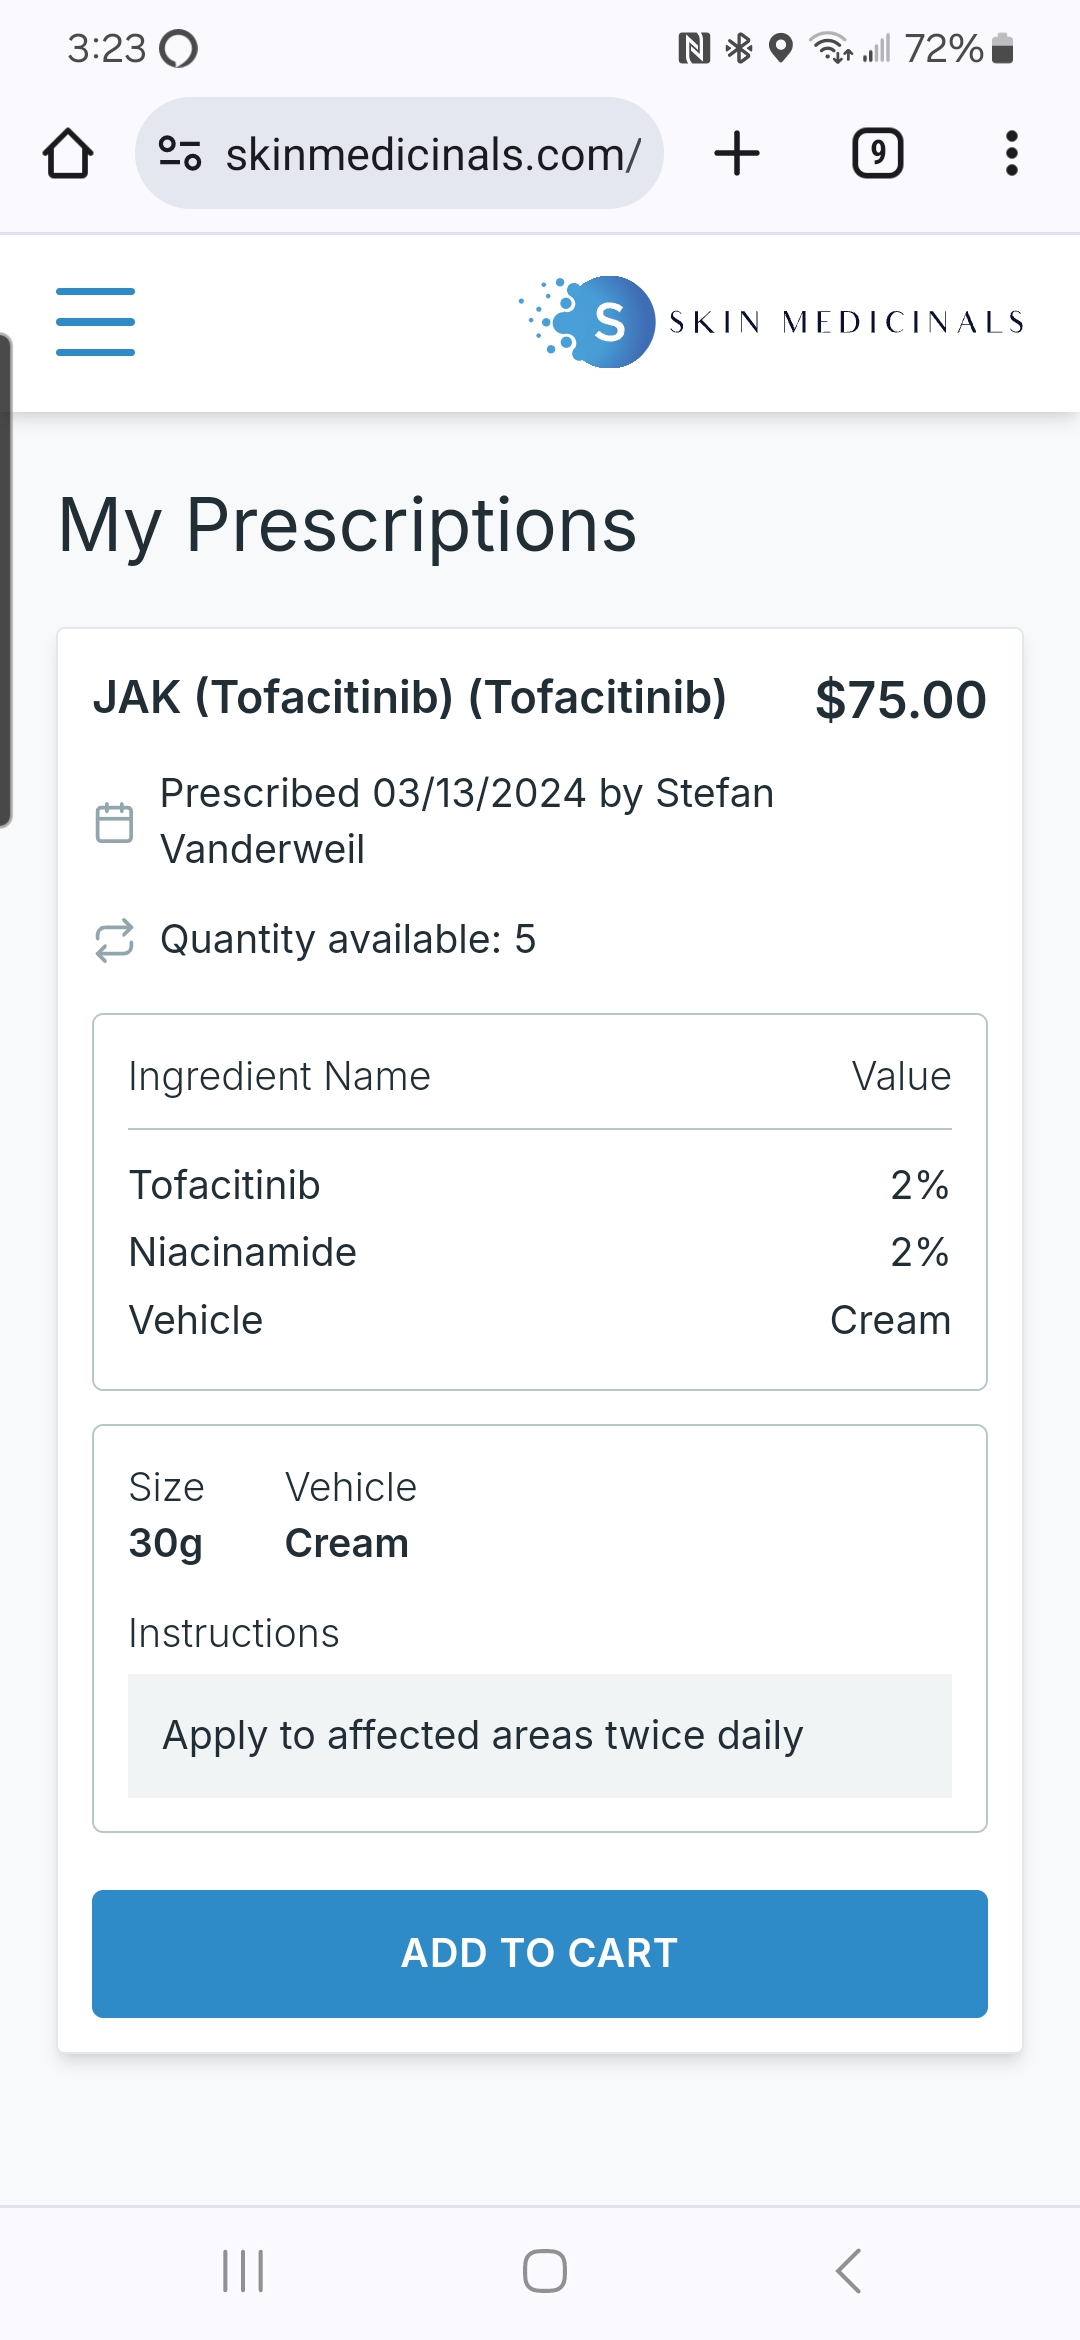 3:23
72%
skinmedicinals.com/
9
S SKIN MEDICINALS
My Prescriptions
JAK (Tofacitinib) (Tofacitinib) $75.00
Prescribed 03/13/2024 by Stefan
Vanderweil
Quantity available: 5
Ingredient Name Value
Tofacitinib 2%
Niacinamide 2%
Vehicle Cream
Size Vehicle
30g Cream
Instructions
Apply to affected areas twice daily
ADD TO CART